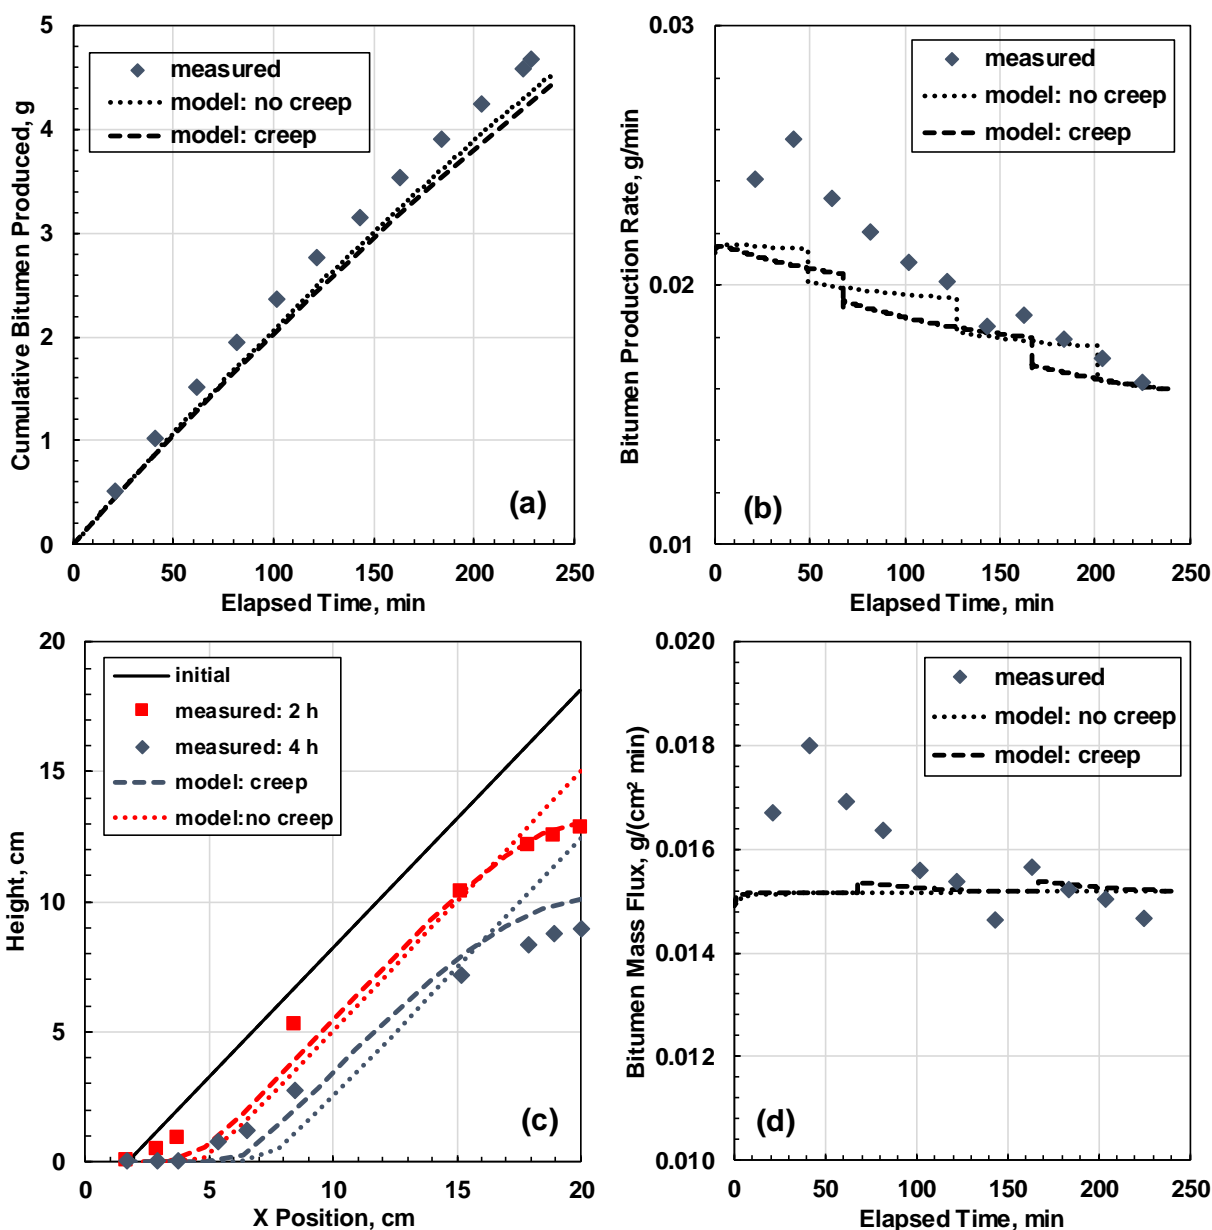 5
4
3
2
1
0
0
50
100
150
200
250
Cumulative Bitumen Produced, g
Elapsed Time, min
measured
model: no creep
model: creep
(a)
0.03
0.02
0.01
0
50
100
150
200
250
Bitumen Production Rate, g/min
Elapsed Time, min
measured
model: no creep
model: creep
(b)
20
15
10
5
0
0
5
10
15
20
Height, cm
X Position, cm
initial
measured: 2 h
measured: 4 h
model: creep
model:no creep
(c)
0.020
0.018
0.016
0.014
0.012
0.010
0
50
100
150
200
250
Bitumen Mass Flux, g/(cm² min)
Elapsed Time, min
measured
model: no creep
model: creep
(d)